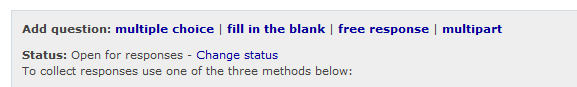 Add question: multiple choice | fill in the blank | free response | multipart
Status: Open for responses - Change status
To collect responses use one of the three methods below: